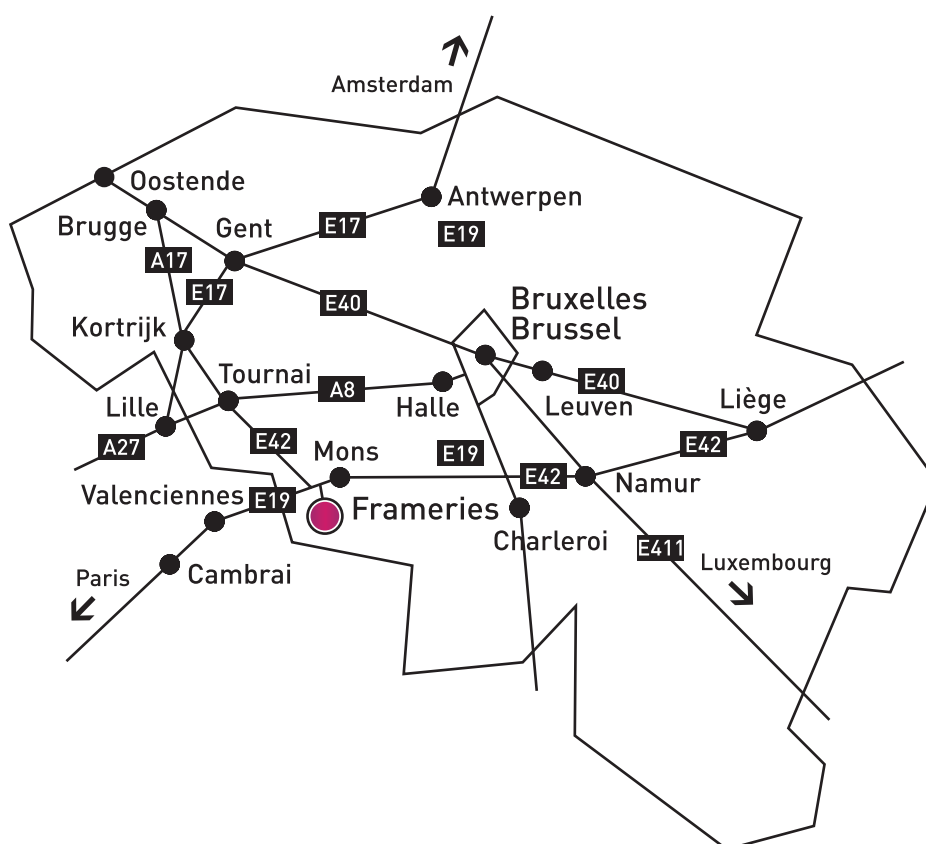 Amsterdam
Oostende
Antwerpen
Brugge
Gent
E17
E19
A17
E17
E40
Bruxelles
Brussel
Kortrijk
Tournai
A8
Halle
E40
Leuven
Liège
Lille
A27
E42
Mons
E19
E42
E42
Namur
Valenciennes
E19
Frameries
Charleroi
E411
Luxembourg
Paris
Cambrai